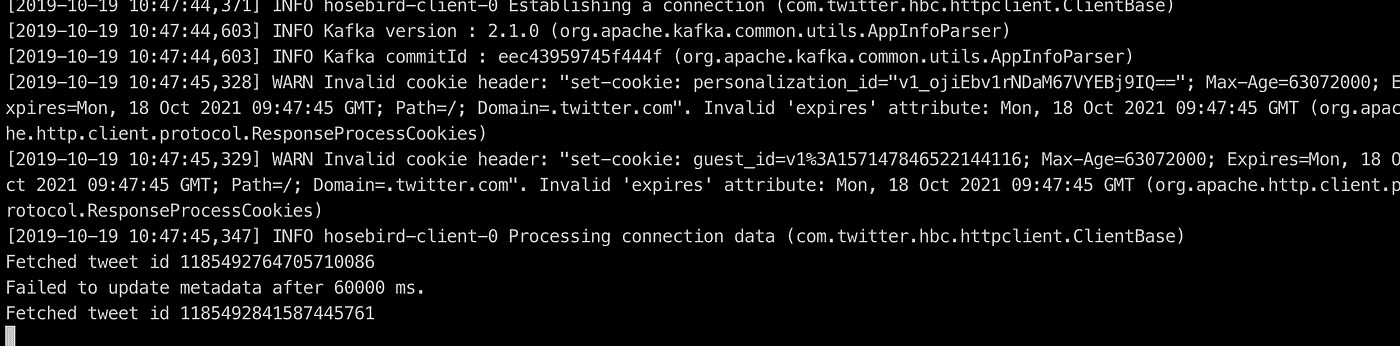 [2019-10-19 10:47:44,371] INFO hosebird-client-0 Establishing a connection (com.twitter.hbc.httpclient.ClientBase)
[2019-10-19 10:47:44,603] INFO Kafka version : 2.1.0 (org.apache.kafka.common.utils.AppInfoParser)
[2019-10-19 10:47:44,603] INFO Kafka commitId : eec43959745f444f (org.apache.kafka.common.utils.AppInfoParser)
[2019-10-19 10:47:45,328] WARN Invalid cookie header: "set-cookie: personalization_id="v1_ojiEbv1rNDaM67VYEBj9IQ=="; Max-Age=63072000; E
xpires=Mon, 18 Oct 2021 09:47:45 GMT; Path=/; Domain=.twitter.com". Invalid 'expires' attribute: Mon, 18 Oct 2021 09:47:45 GMT (org.apac
he.http.client.protocol.ResponseProcessCookies)
[2019-10-19 10:47:45,329] WARN Invalid cookie header: "set-cookie: guest_id=v1%3A157147846522144116; Max-Age=63072000; Expires=Mon, 18 O
ct 2021 09:47:45 GMT; Path=/; Domain=.twitter.com". Invalid 'expires' attribute: Mon, 18 Oct 2021 09:47:45 GMT (org.apache.http.client.p
rotocol.ResponseProcessCookies)
[2019-10-19 10:47:45,347] INFO hosebird-client-0 Processing connection data (com.twitter.hbc.httpclient.ClientBase)
Fetched tweet id 1185492764705710086
Failed to update metadata after 60000 ms.
Fetched tweet id 1185492841587445761